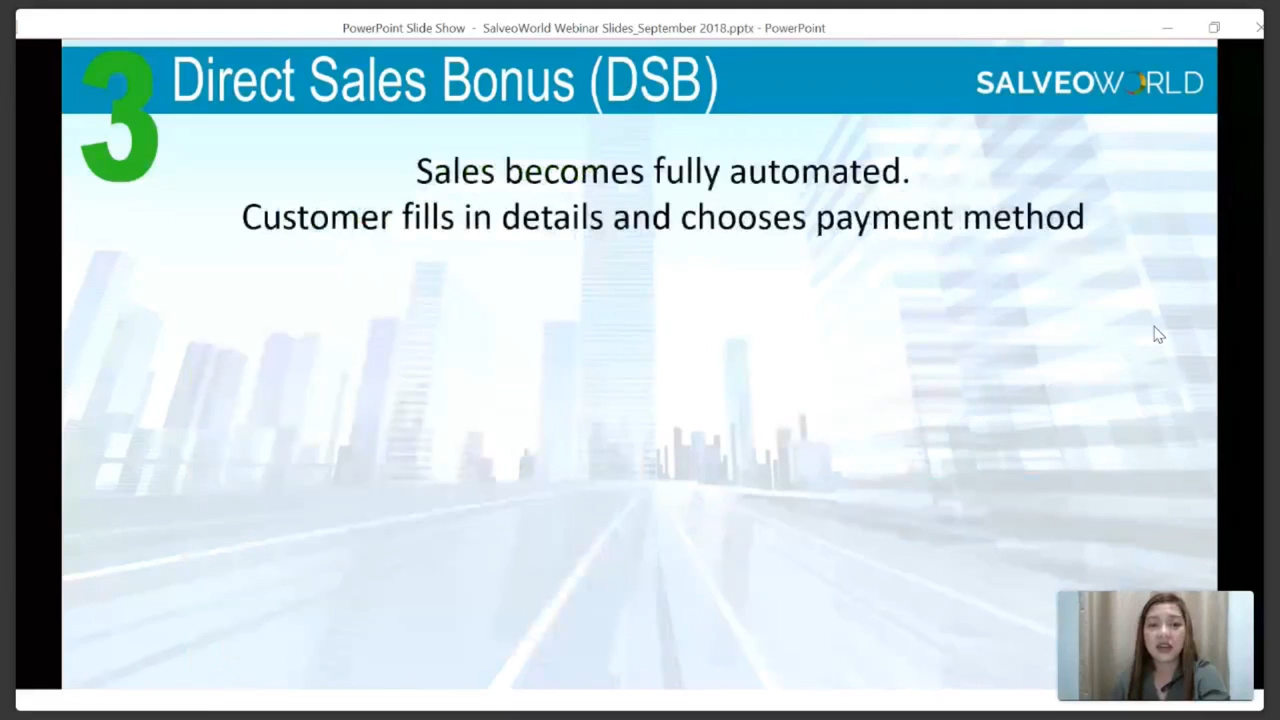 PowerPoint Slide Show - SalveoWorld Webinar Slides_September 2018.pptx - PowerPoint
3 Direct Sales Bonus (DSB)
SALVEOWORLD
Sales becomes fully automated.
Customer fills in details and chooses payment method